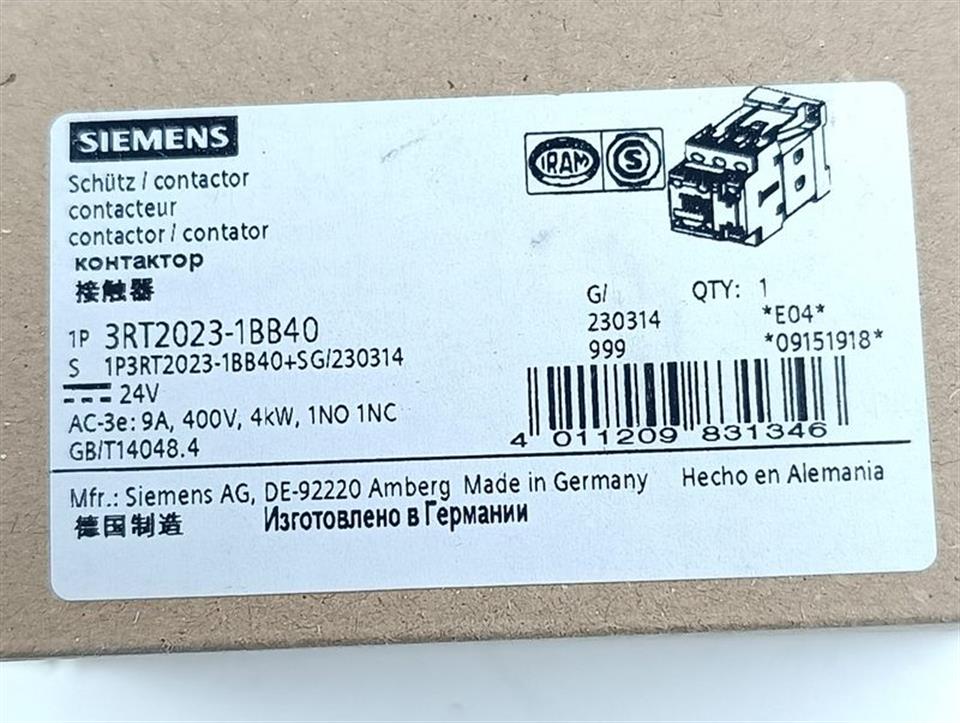 SIEMENS
Schütz / contactor
contacteur
contactor / contator
контактор
接触器
IRAM S
G/ QTY: 1
230314 *E04*
999 *09151918*
1P 3RT2023-1BB40
S 1P3RT2023-1BB40+SG/230314
24V
AC-3e: 9A, 400V, 4kW, 1NO 1NC
GB/T14048.4
4 011209 831346
Mfr.: Siemens AG, DE-92220 Amberg Made in Germany Hecho en Alemania
德国制造 Изготовлено в Германии